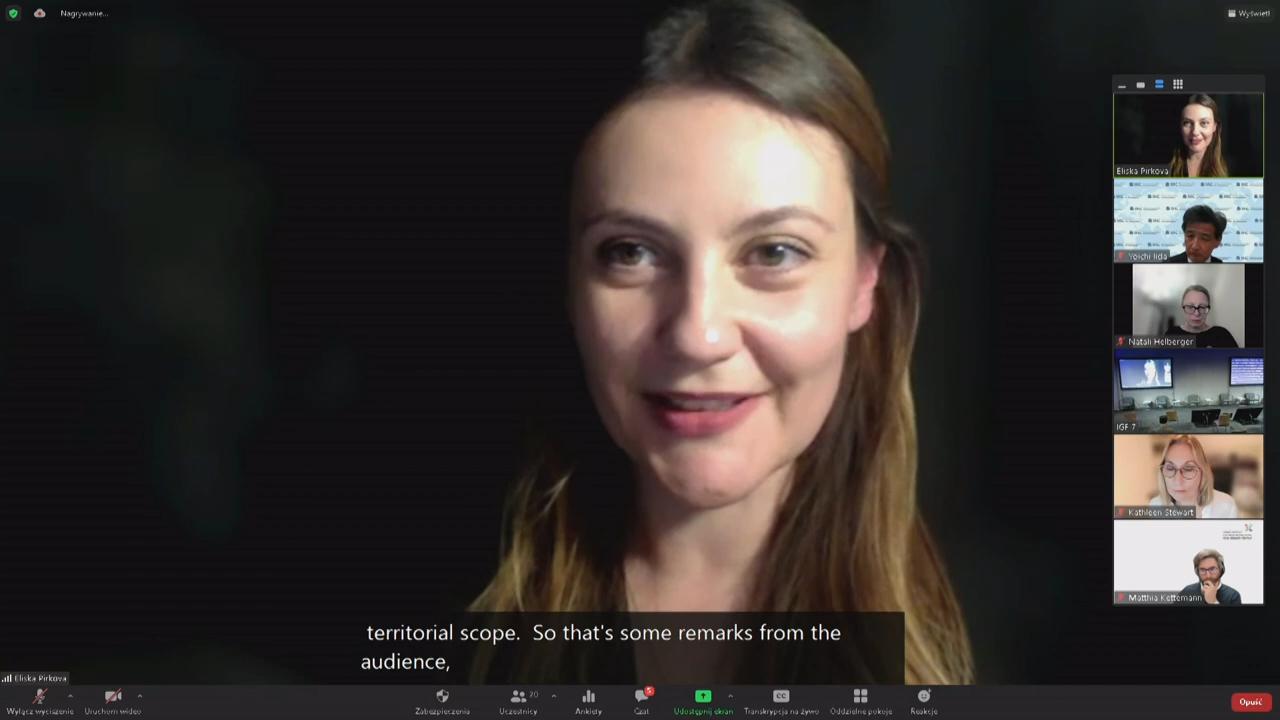 Nagrywanie...
Wyświetl
Eliska Pirkova
Yoichi Iida
Natali Helberger
IGF 7
Kathleen Stewart
Matthia Kettemann
territorial scope. So that's some remarks from the
audience,
Eliska Pirkova
Wyłącz wyciszenie
Uruchom wideo
Zabezpieczenia
Uczestnicy
20
Ankiety
Czat
5
Udostępnij ekran
CC
Transkrypcja na żywo
Oddzielne pokoje
Reakcje
Opuść